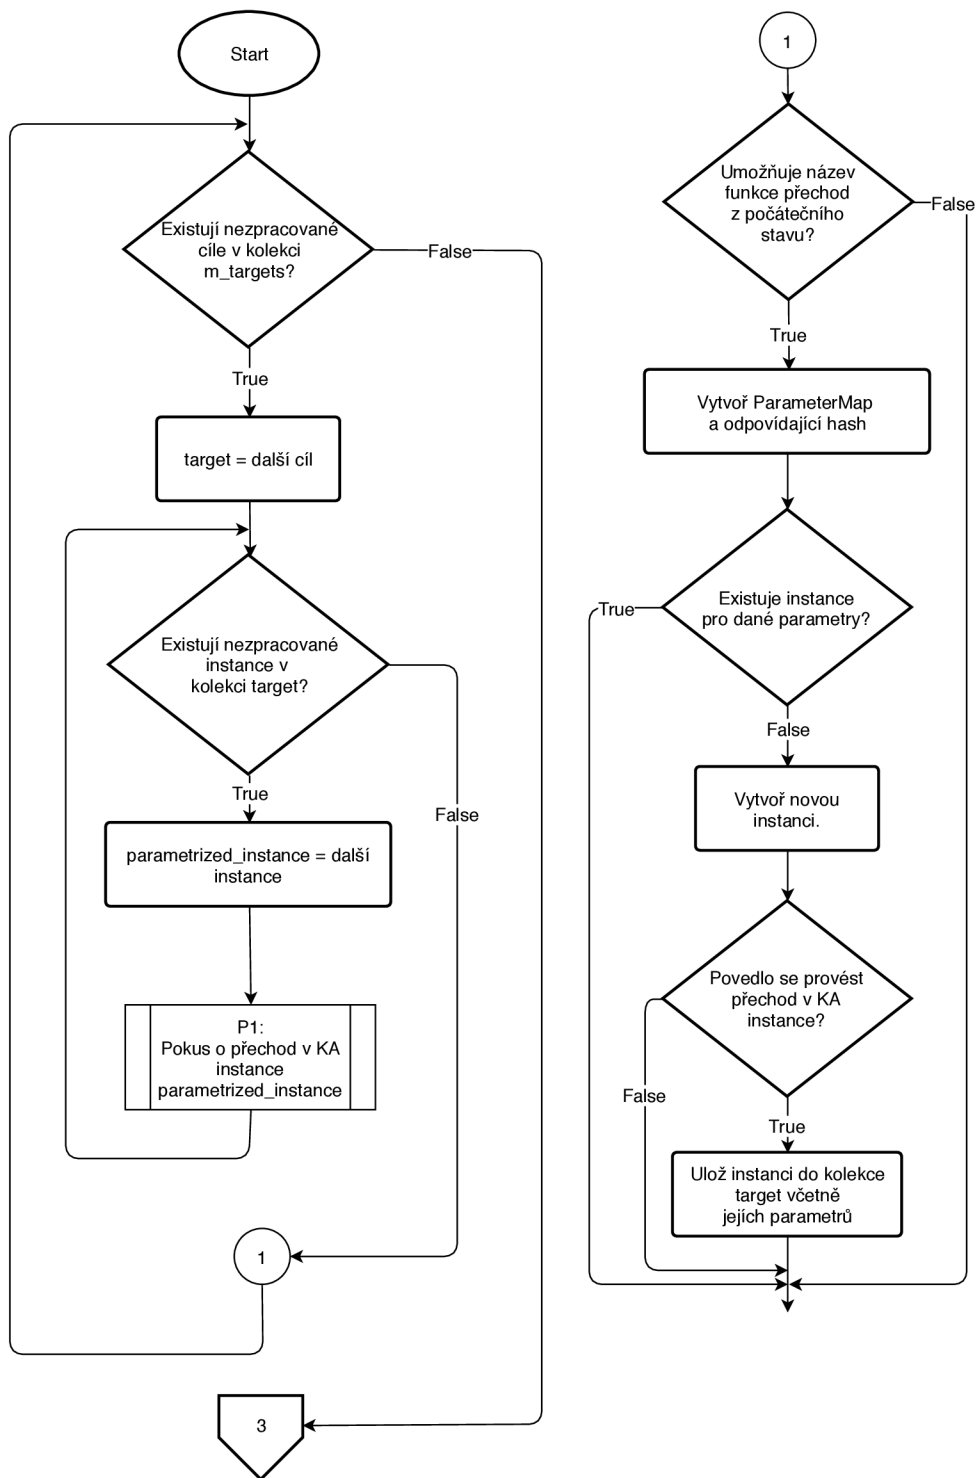 Start
Existují nezpracované
cíle v kolekci
m_targets?
False
True
target = další cíl
Existují nezpracované
instance v
kolekci target?
True
False
parametrized_instance = další
instance
P1:
Pokus o přechod v KA
instance
parametrized_instance
1
3
1
Umožňuje název
funkce přechod
z počátečního
stavu?
False
True
Vytvoř ParameterMap
a odpovídající hash
Existuje instance
pro dané parametry?
True
False
Vytvoř novou
instanci.
Povedlo se provést
přechod v KA
instance?
False
True
Ulož instanci do kolekce
target včetně
jejích parametrů